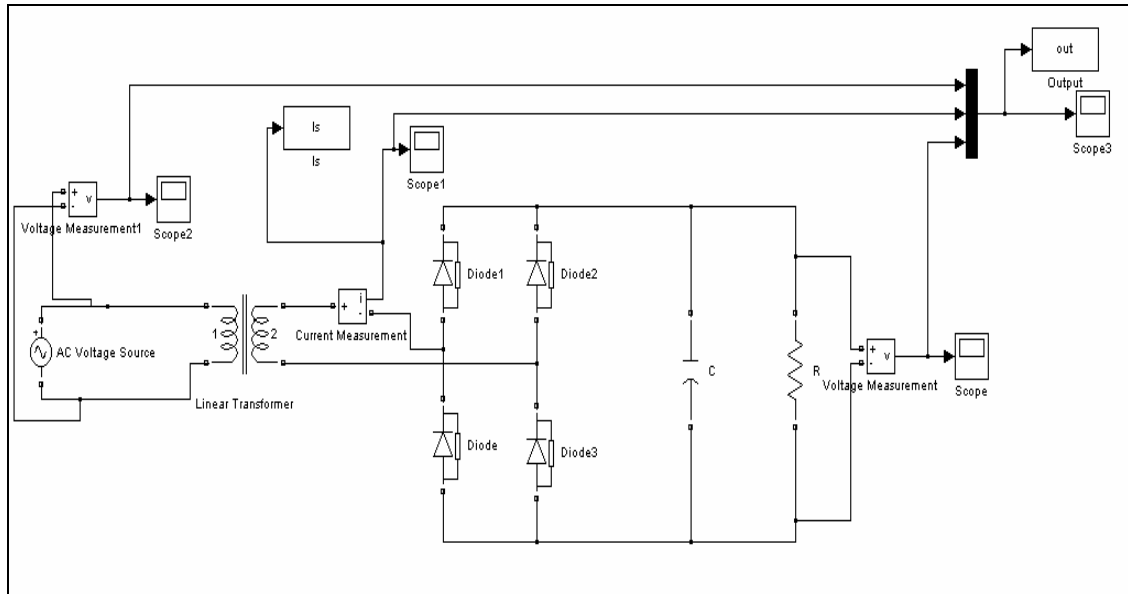 out
Output
Is
Is
Scope3
Scope1
+
-
v
Voltage Measurement1
Scope2
Diode1
Diode2
+
i
-
1
2
Current Measurement
+
AC Voltage Source
Linear Transformer
C
R
+
-
v
Voltage Measurement
Scope
Diode
Diode3